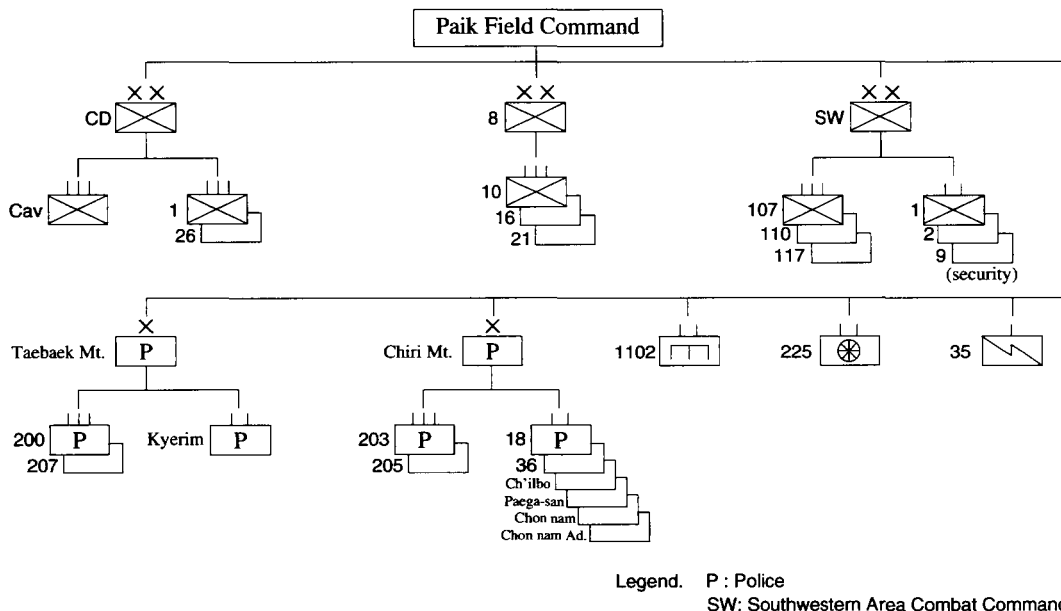 Paik Field Command
CD
8
SW
Cav
1
26
10
16
21
107
110
117
1
2
9
(security)
Taebaek Mt.
P
Chiri Mt.
P
1102
225
35
200
P
207
Kyerim
P
203
P
205
18
P
36
Ch'ilbo
Paega-san
Chon nam
Chon nam Ad.
Legend. P : Police
SW: Southwestern Area Combat Command